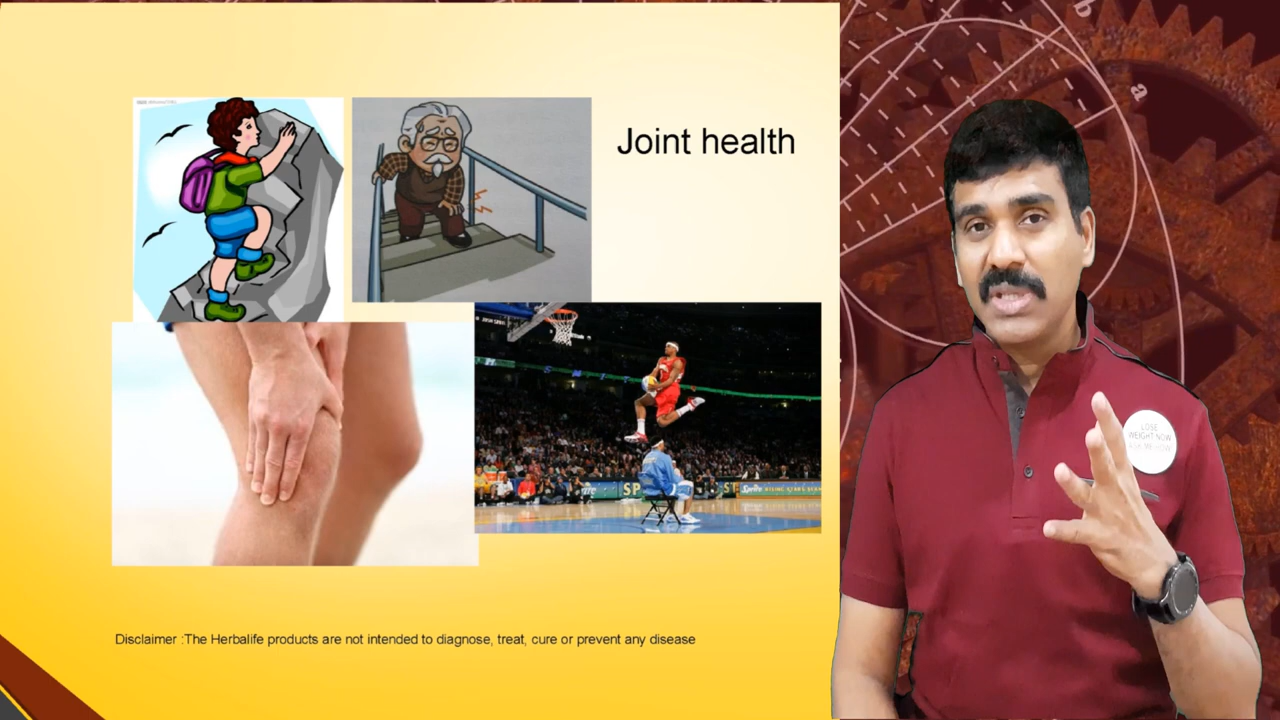 Joint health
Disclaimer :The Herbalife products are not intended to diagnose, treat, cure or prevent any disease
LOSE
WEIGHT NOW
b
a